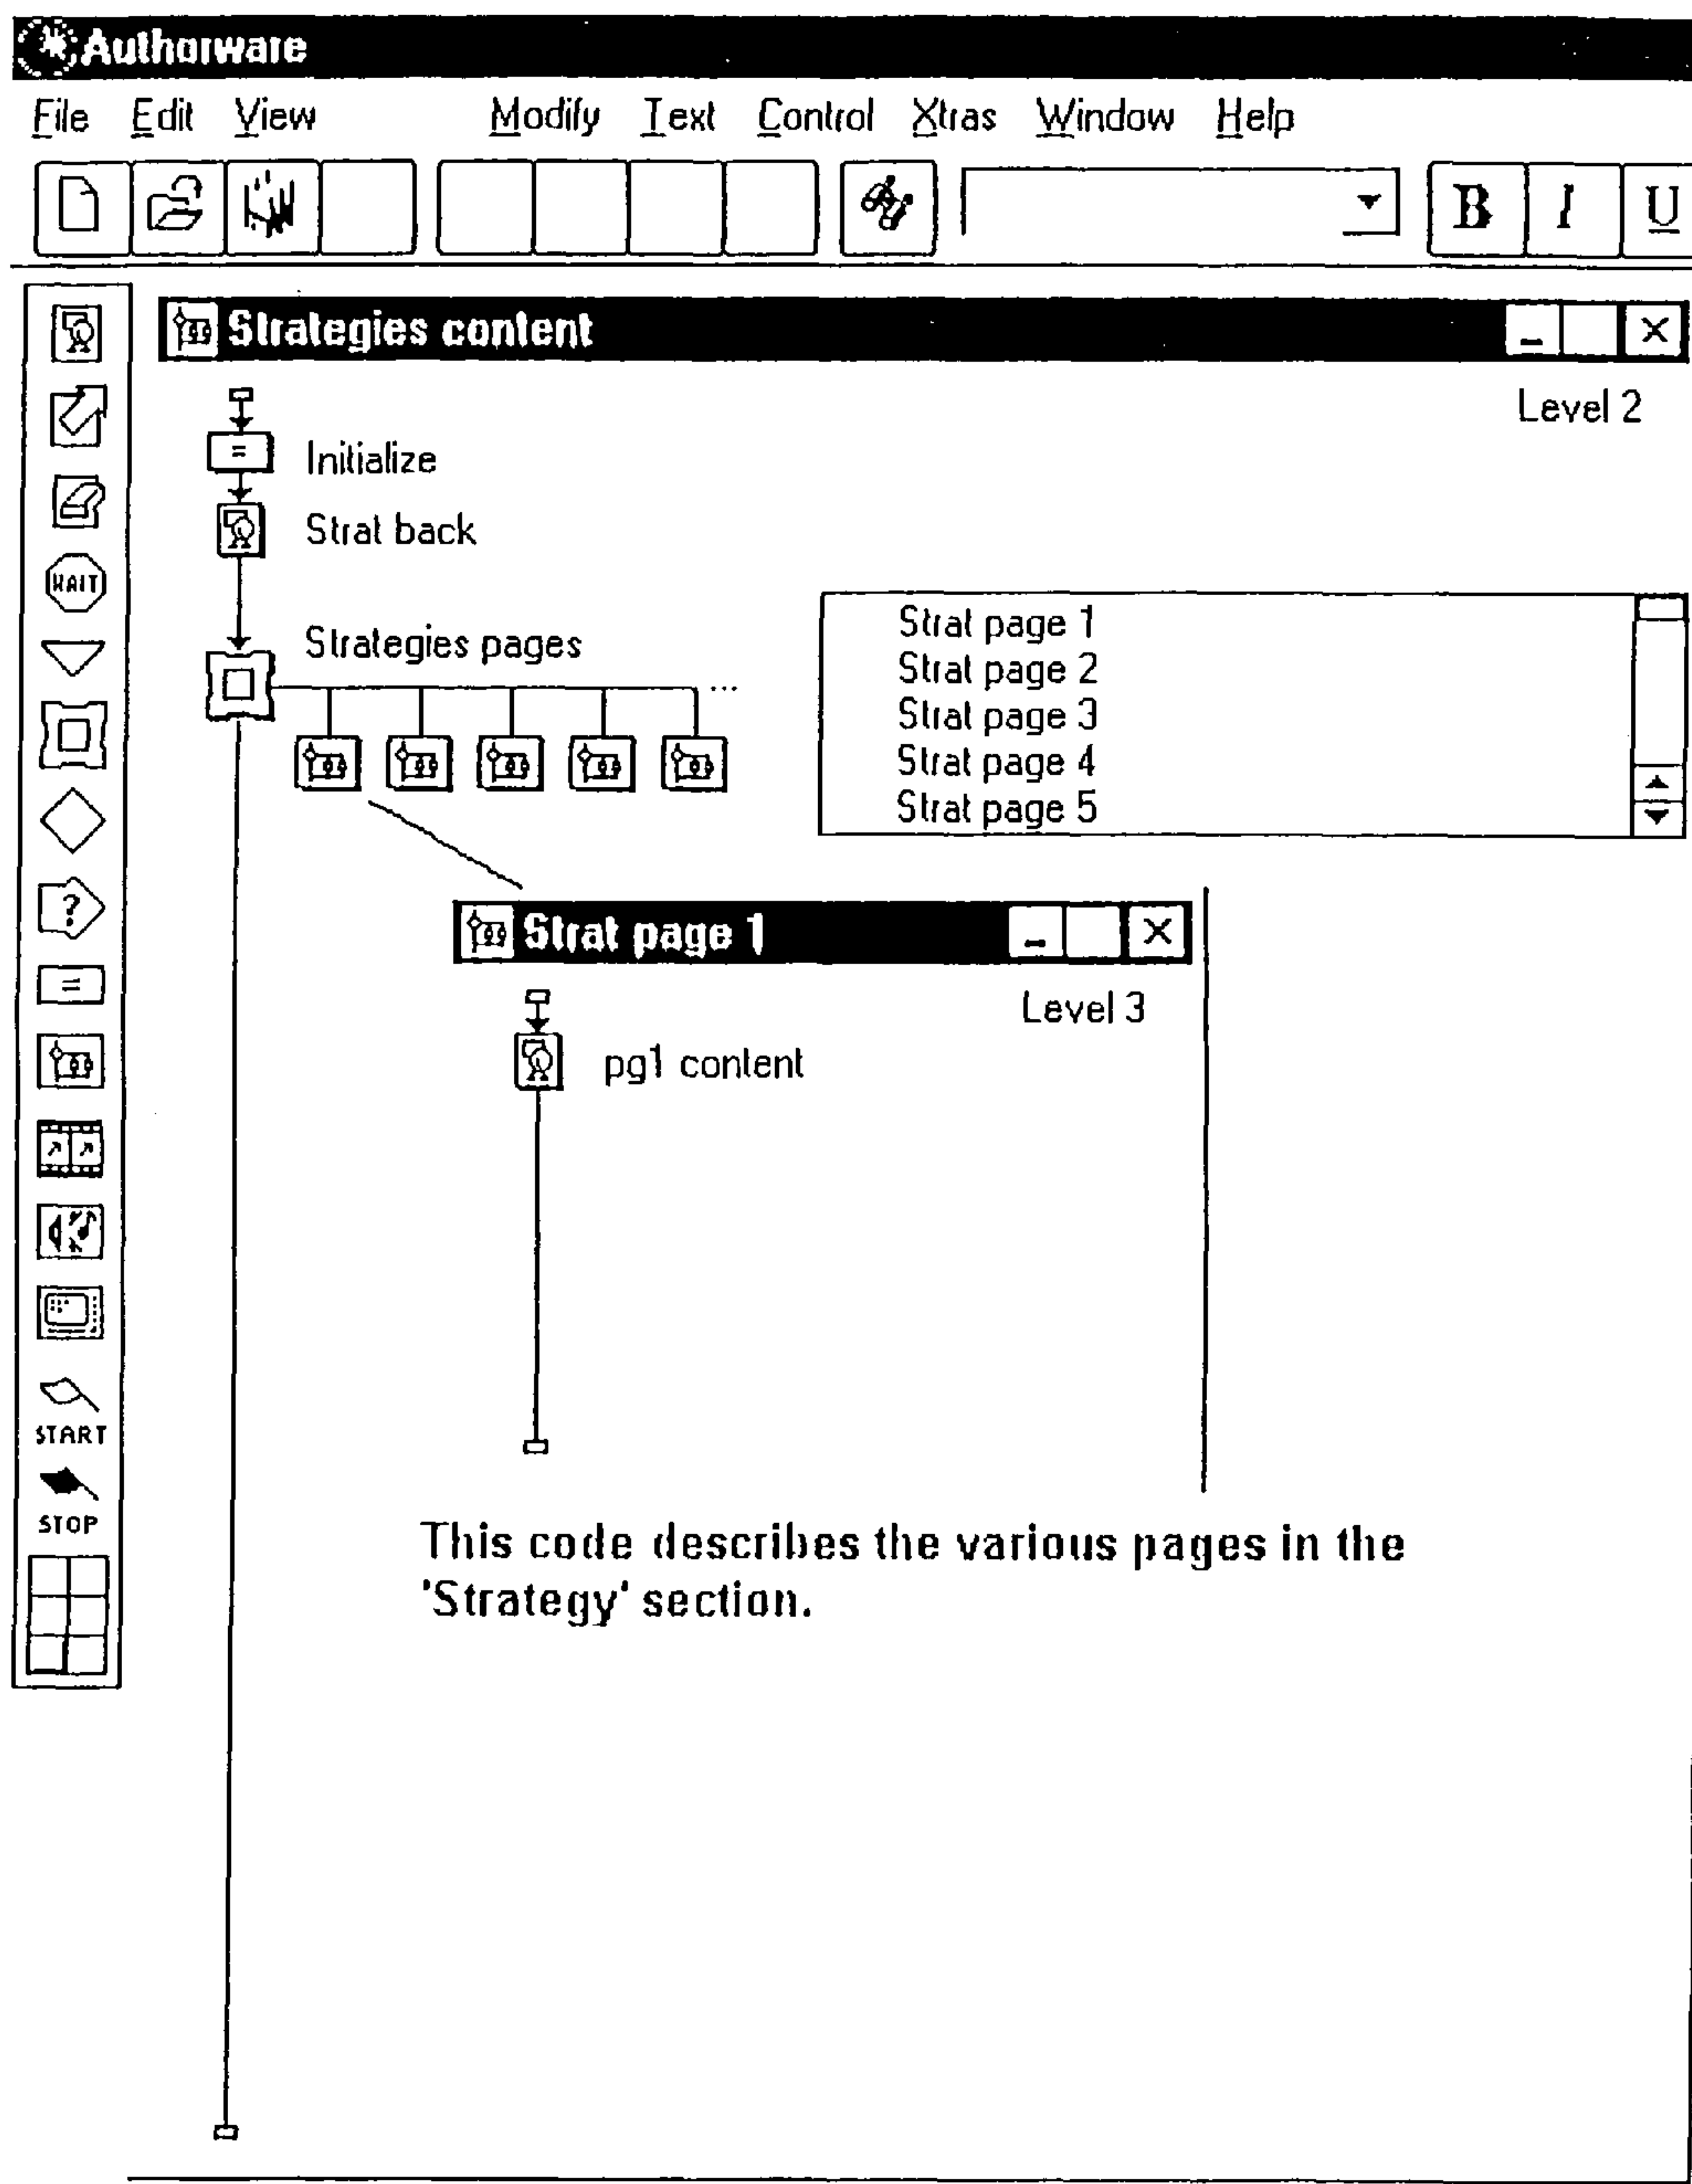 Authorware
File Edit View Modify Text Control Xtras Window Help
B I U
Strategies content
Level 2
=
Initialize
Strat back
WAIT
Strategies pages
...
Strat page 1
Strat page 2
Strat page 3
Strat page 4
Strat page 5
?
Strat page 1
=
Level 3
pg1 content
START
STOP
This code describes the various pages in the
'Strategy' section.